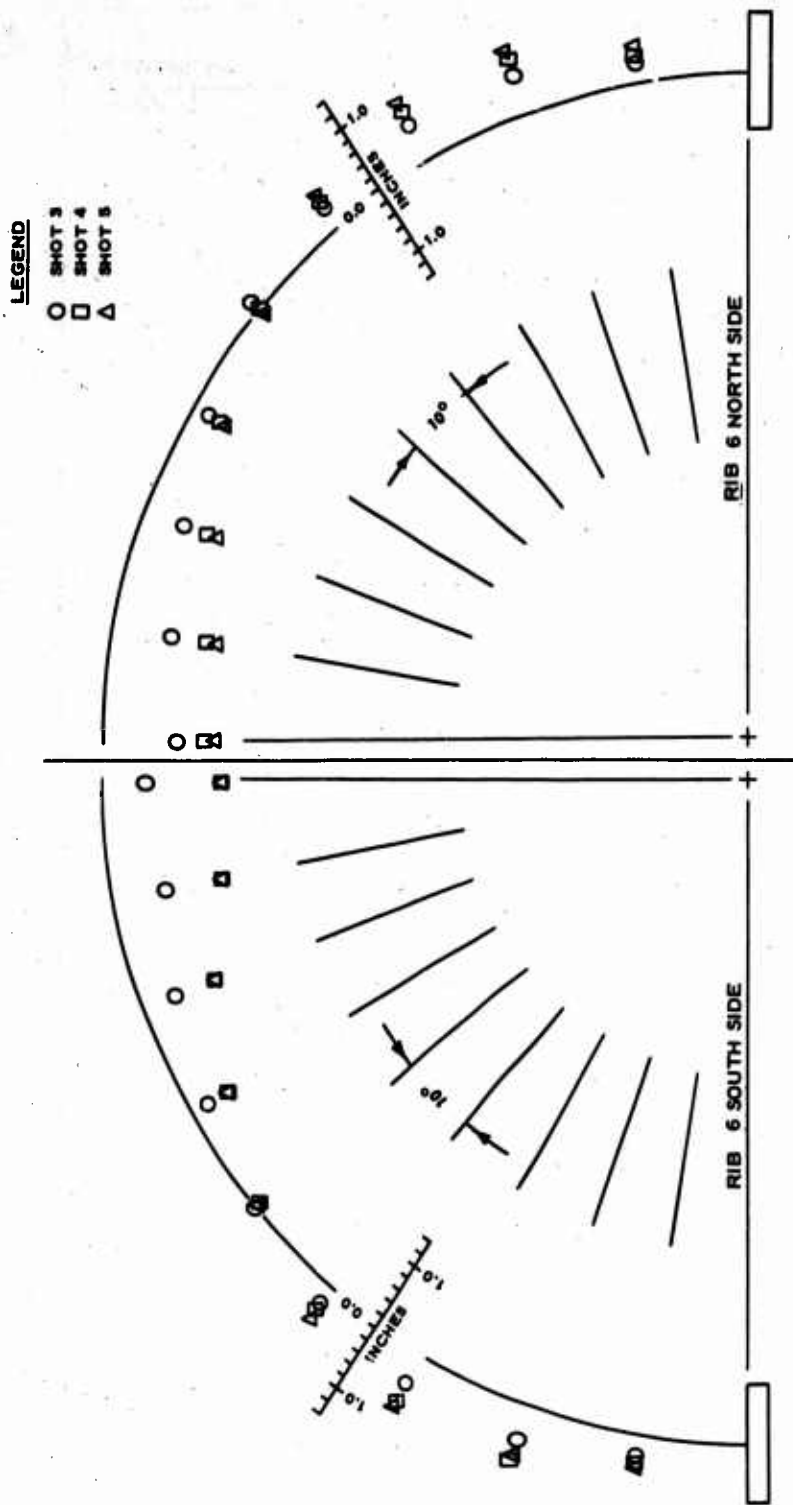 LEGEND
SHOT 3
SHOT 4
SHOT 5
1.0
INCHES
0.0
1.0
10°
RIB 6 NORTH SIDE
10°
0.0
1.0
INCHES
1.0
RIB 6 SOUTH SIDE